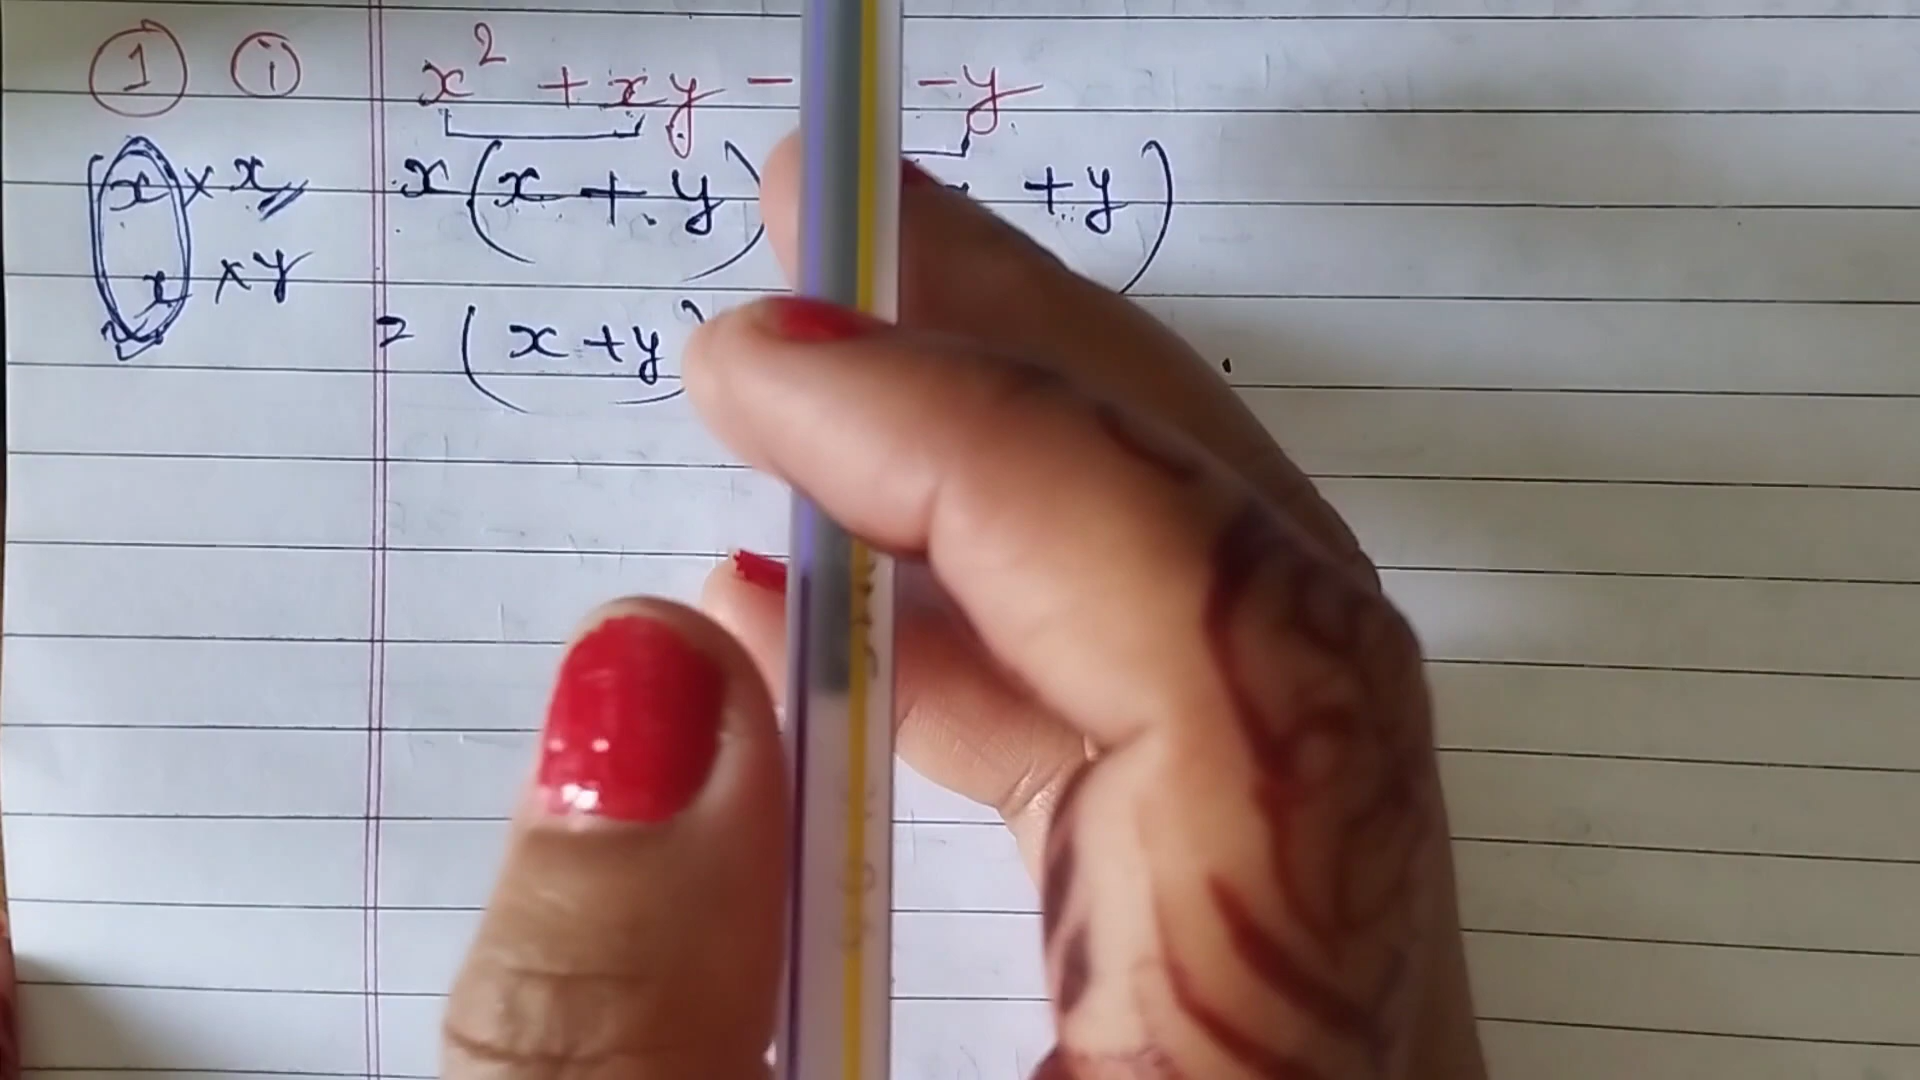 1 i x² + xy - -y
x × x x(x + y) +y)
x × y
= (x+y)